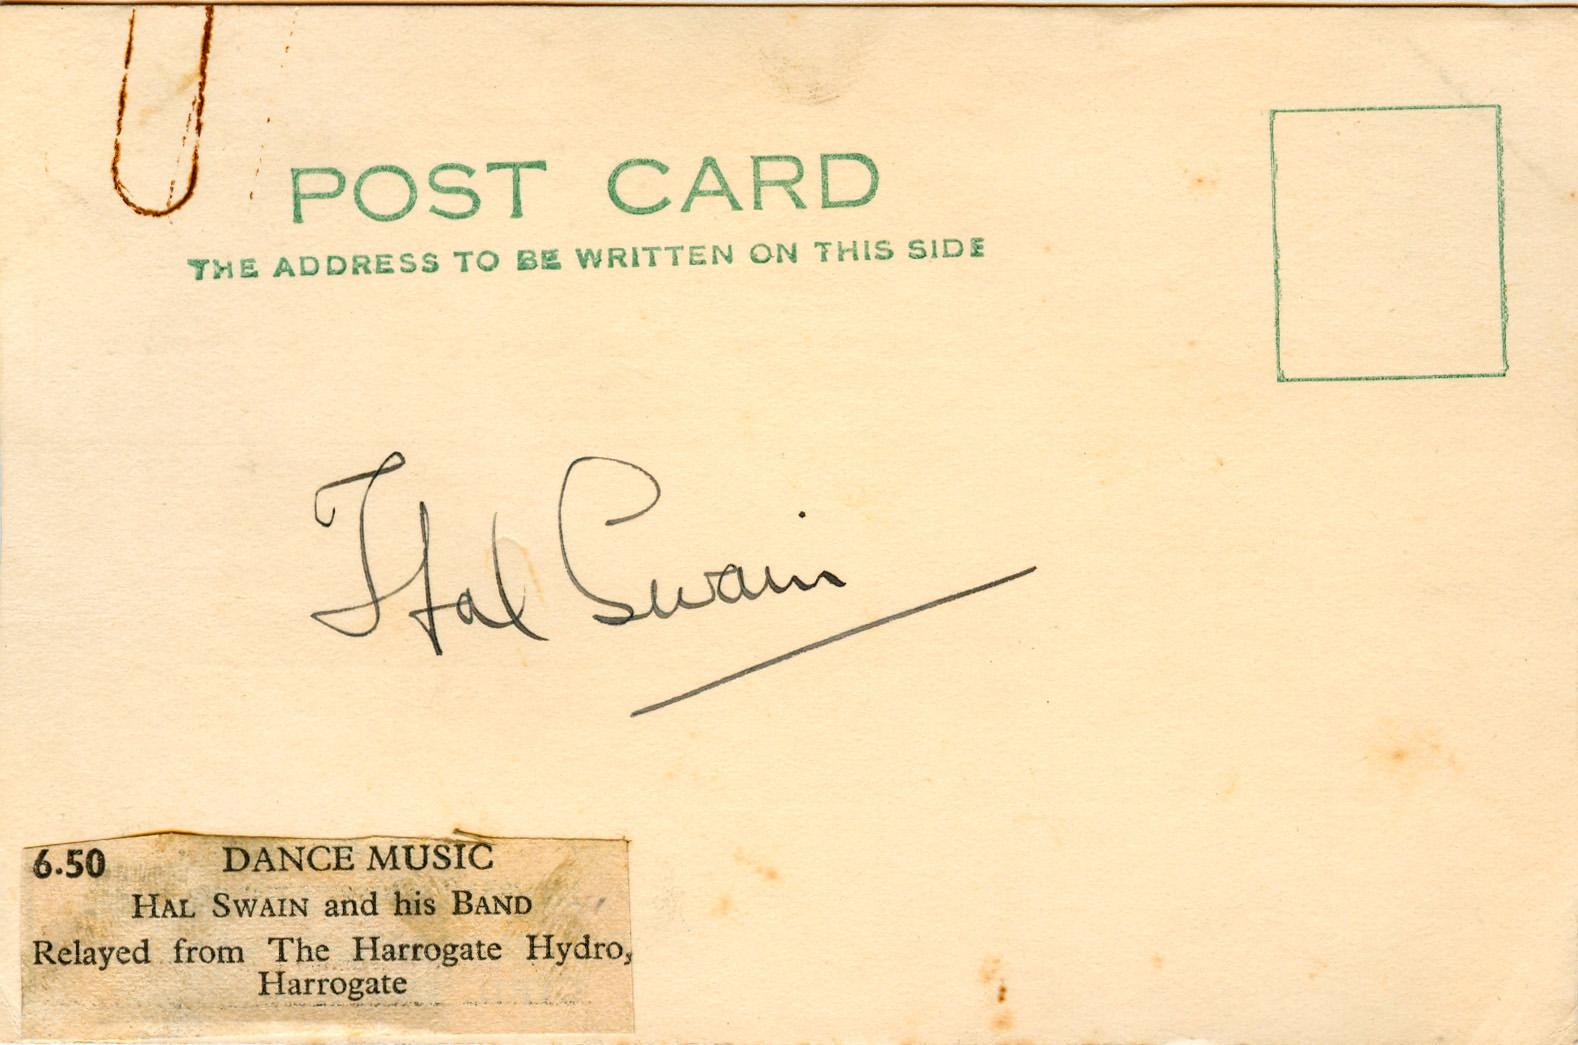 POST CARD
THE ADDRESS TO BE WRITTEN ON THIS SIDE
Hal Swain
6.50 DANCE MUSIC
HAL SWAIN and his BAND
Relayed from The Harrogate Hydro,
Harrogate